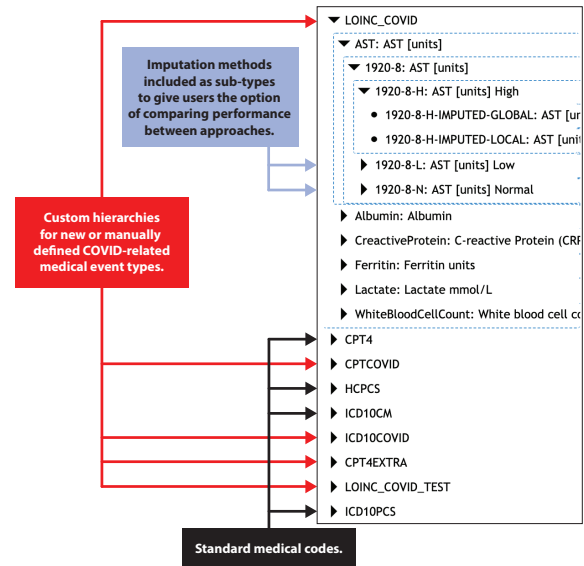 LOINC_COVID
AST: AST [units]
1920-8: AST [units]
1920-8-H: AST [units] High
1920-8-H-IMPUTED-GLOBAL: AST [un
1920-8-H-IMPUTED-LOCAL: AST [unit
1920-8-L: AST [units] Low
1920-8-N: AST [units] Normal
Albumin: Albumin
CreactiveProtein: C-reactive Protein (CRP
Ferritin: Ferritin units
Lactate: Lactate mmol/L
WhiteBloodCellCount: White blood cell co
CPT4
CPTCOVID
HCPCS
ICD10CM
ICD10COVID
CPT4EXTRA
LOINC_COVID_TEST
ICD10PCS
Imputation methods
included as sub-types
to give users the option
of comparing performance
between approaches.
Custom hierarchies
for new or manually
defined COVID-related
medical event types.
Standard medical codes.